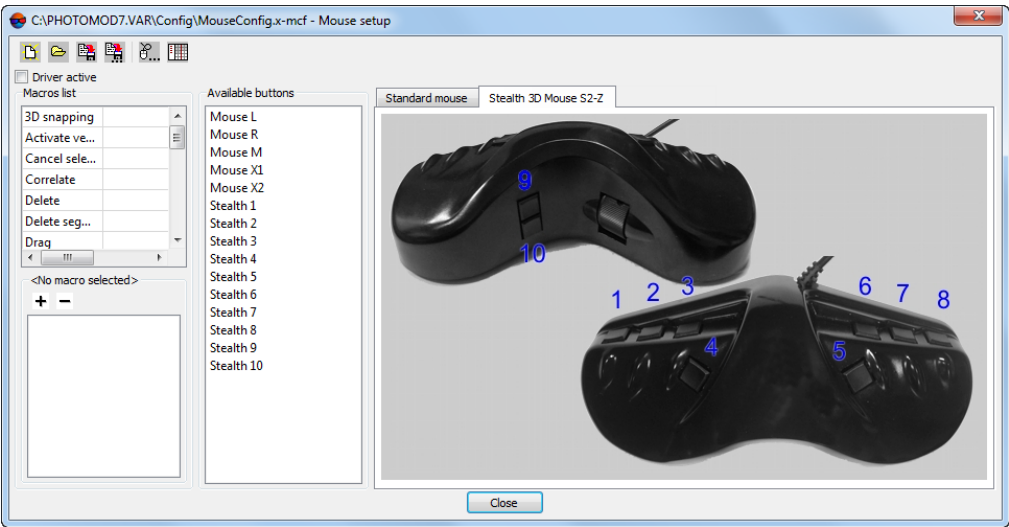 C:\PHOTOMOD7.VAR\Config\MouseConfig.x-mcf - Mouse setup
Driver active
Macros list
3D snapping
Activate ve...
Cancel sele...
Correlate
Delete
Delete seg...
Drag
<No macro selected>
Available buttons
Mouse L
Mouse R
Mouse M
Mouse X1
Mouse X2
Stealth 1
Stealth 2
Stealth 3
Stealth 4
Stealth 5
Stealth 6
Stealth 7
Stealth 8
Stealth 9
Stealth 10
Standard mouse
Stealth 3D Mouse S2-Z
9
10
1 2 3
6 7 8
4 5
Close